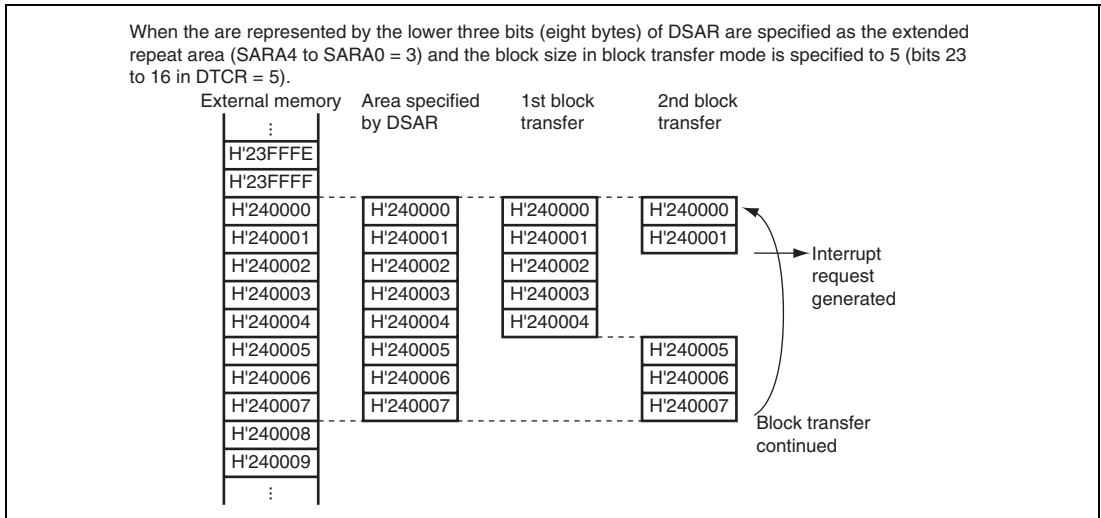 When the are represented by the lower three bits (eight bytes) of DSAR are specified as the extended
repeat area (SARA4 to SARA0 = 3) and the block size in block transfer mode is specified to 5 (bits 23
to 16 in DTCR = 5).
External memory
Area specified
by DSAR
1st block
transfer
2nd block
transfer
⋮
H'23FFFE
H'23FFFF
H'240000 H'240000 H'240000 H'240000
H'240001 H'240001 H'240001 H'240001
H'240002 H'240002 H'240002
H'240003 H'240003 H'240003
H'240004 H'240004 H'240004
H'240005 H'240005 H'240005
H'240006 H'240006 H'240006
H'240007 H'240007 H'240007
H'240008
H'240009
⋮
Interrupt
request
generated
Block transfer
continued